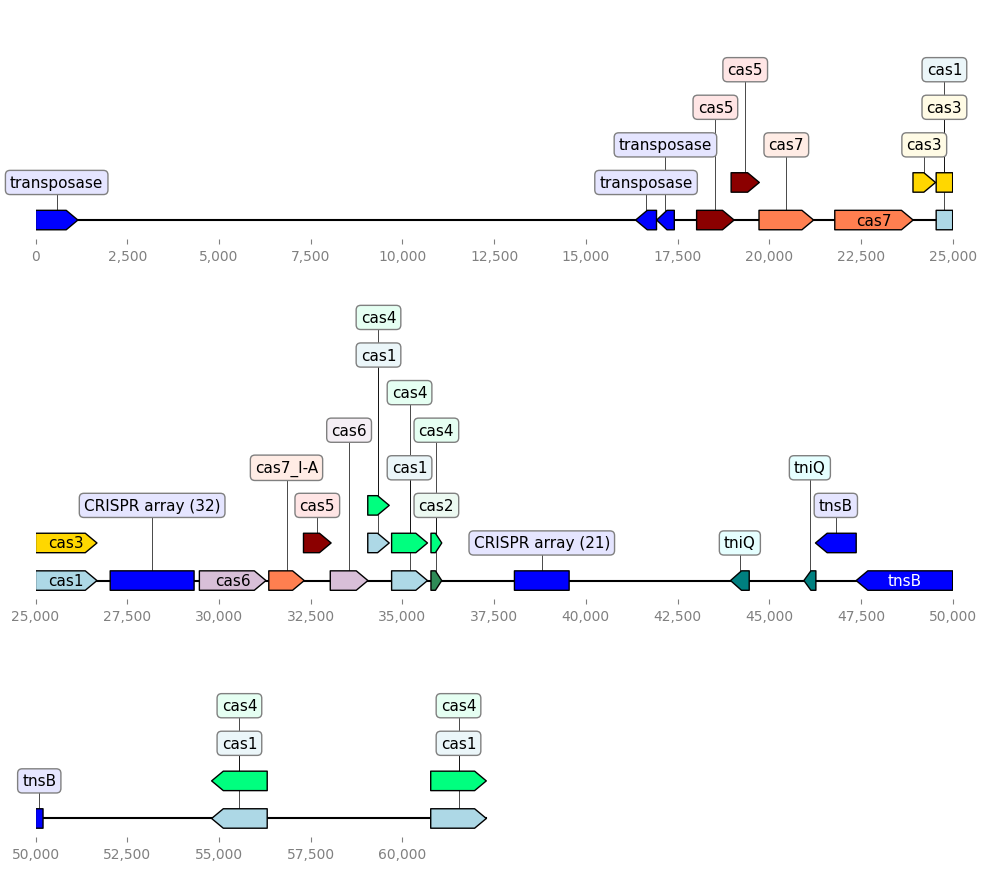 cas5
cas1
cas5
cas3
transposase
cas7
cas3
transposase
transposase
cas7
0
2,500
5,000
7,500
10,000
12,500
15,000
17,500
20,000
22,500
25,000
cas4
cas1
cas4
cas6
cas4
cas7_I-A
cas1
tniQ
CRISPR array (32)
cas5
cas2
tnsB
cas3
CRISPR array (21)
tniQ
cas1
cas6
tnsB
25,000
27,500
30,000
32,500
35,000
37,500
40,000
42,500
45,000
47,500
50,000
cas4
cas4
cas1
cas1
tnsB
50,000
52,500
55,000
57,500
60,000